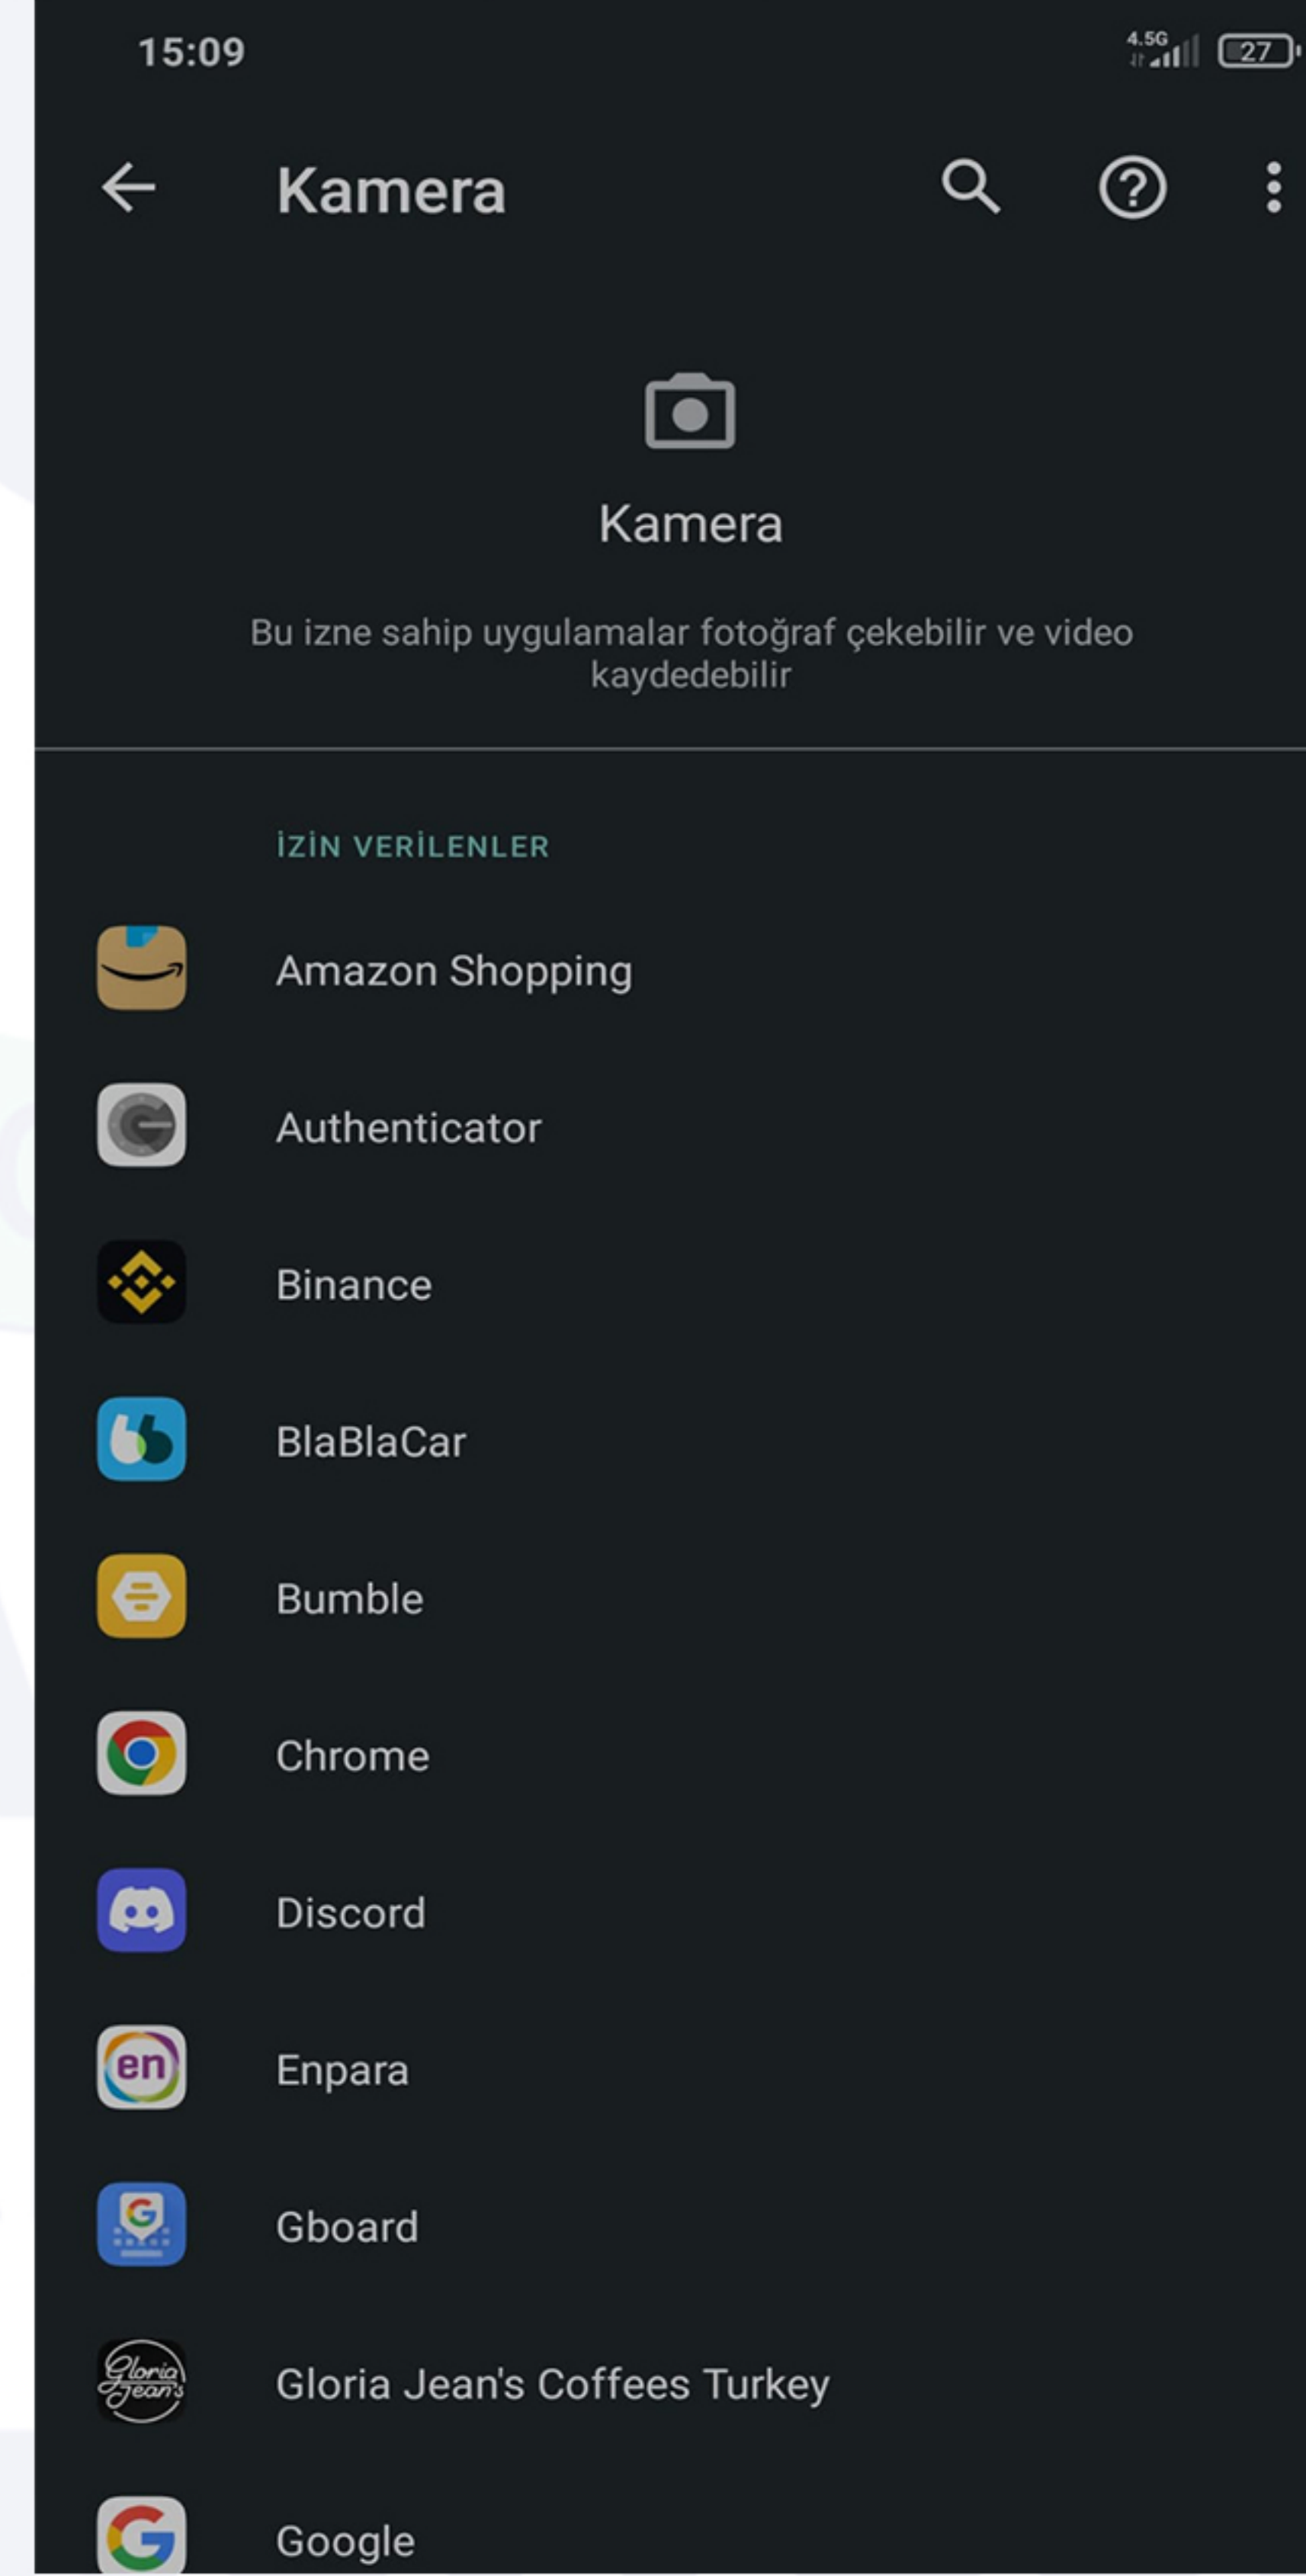 15:09
4.5G
27
Kamera
Kamera
Bu izne sahip uygulamalar fotoğraf çekebilir ve video
kaydedebilir
İZİN VERİLENLER
Amazon Shopping
Authenticator
Binance
BlaBlaCar
Bumble
Chrome
Discord
en
Enpara
G
Gboard
Gloria
Jean's
Gloria Jean's Coffees Turkey
G
Google